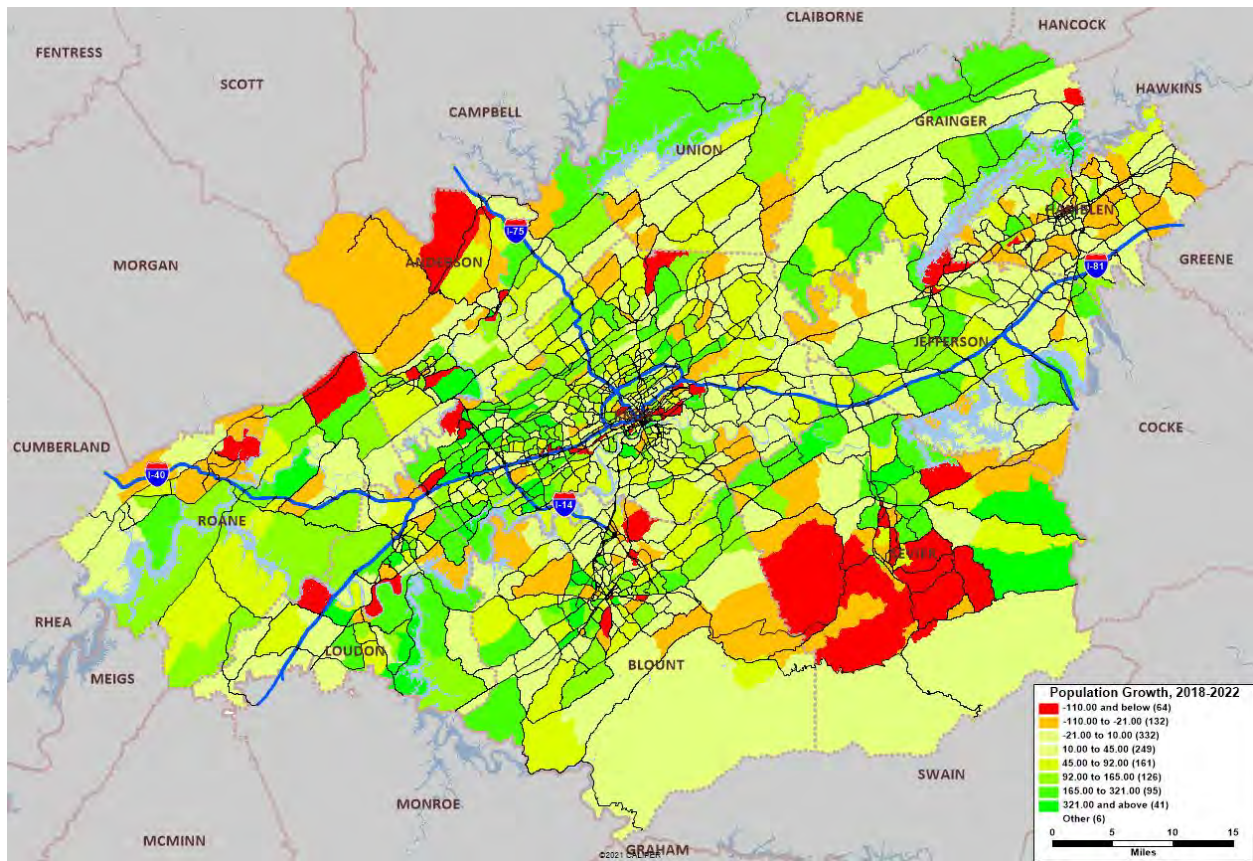 CLAIBORNE
HANCOCK
FENTRESS
SCOTT
HAWKINS
CAMPBELL
GRAINGER
UNION
HAMBLEN
I-75
MORGAN
ANDERSON
GREENE
I-81
JEFFERSON
CUMBERLAND
COCKE
I-40
I-14
ROANE
SEVIER
RHEA
LOUDON
BLOUNT
MEIGS
SWAIN
MONROE
MCMINN
GRAHAM
©2021 CALIPER
Population Growth, 2018-2022
-110.00 and below (64)
-110.00 to -21.00 (132)
-21.00 to 10.00 (332)
10.00 to 45.00 (249)
45.00 to 92.00 (161)
92.00 to 165.00 (126)
165.00 to 321.00 (95)
321.00 and above (41)
Other (6)
0 5 10 15
Miles